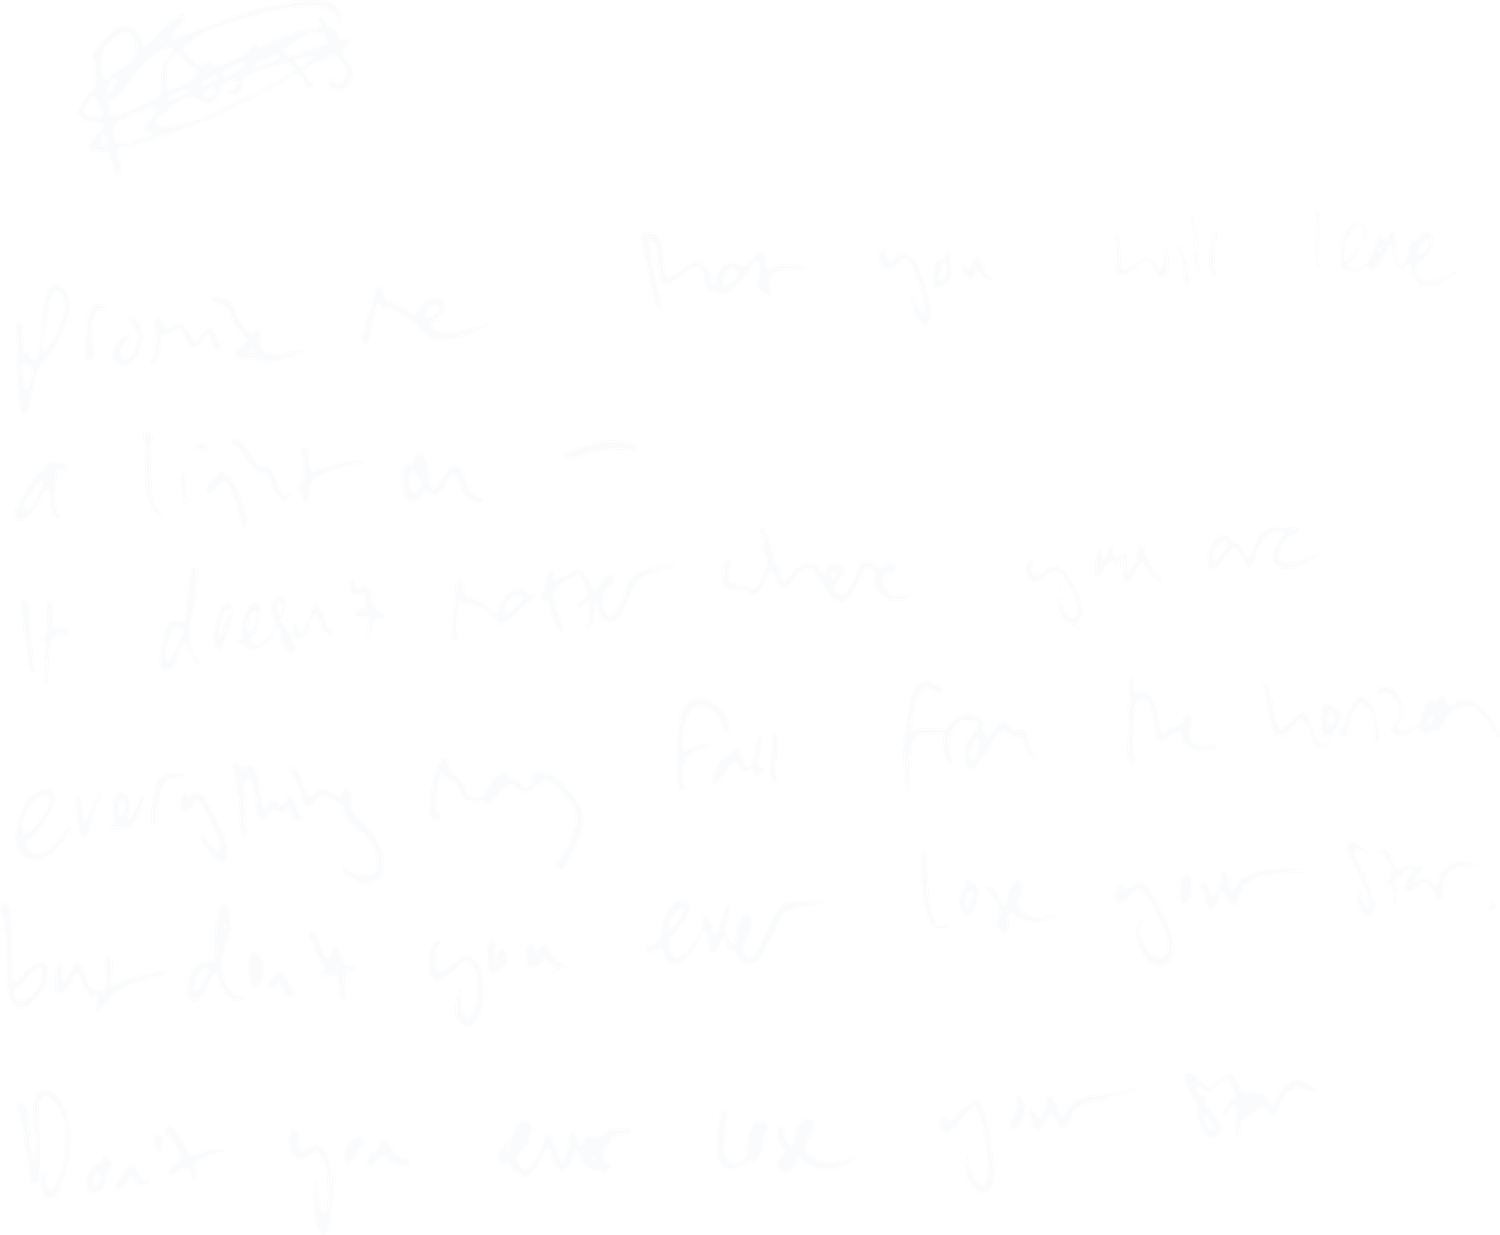 promise me that you will leave
a light on –
It doesn't matter where you are
everything may fall from the horizon
but don't you ever lose your star.
Don't you ever lose your star